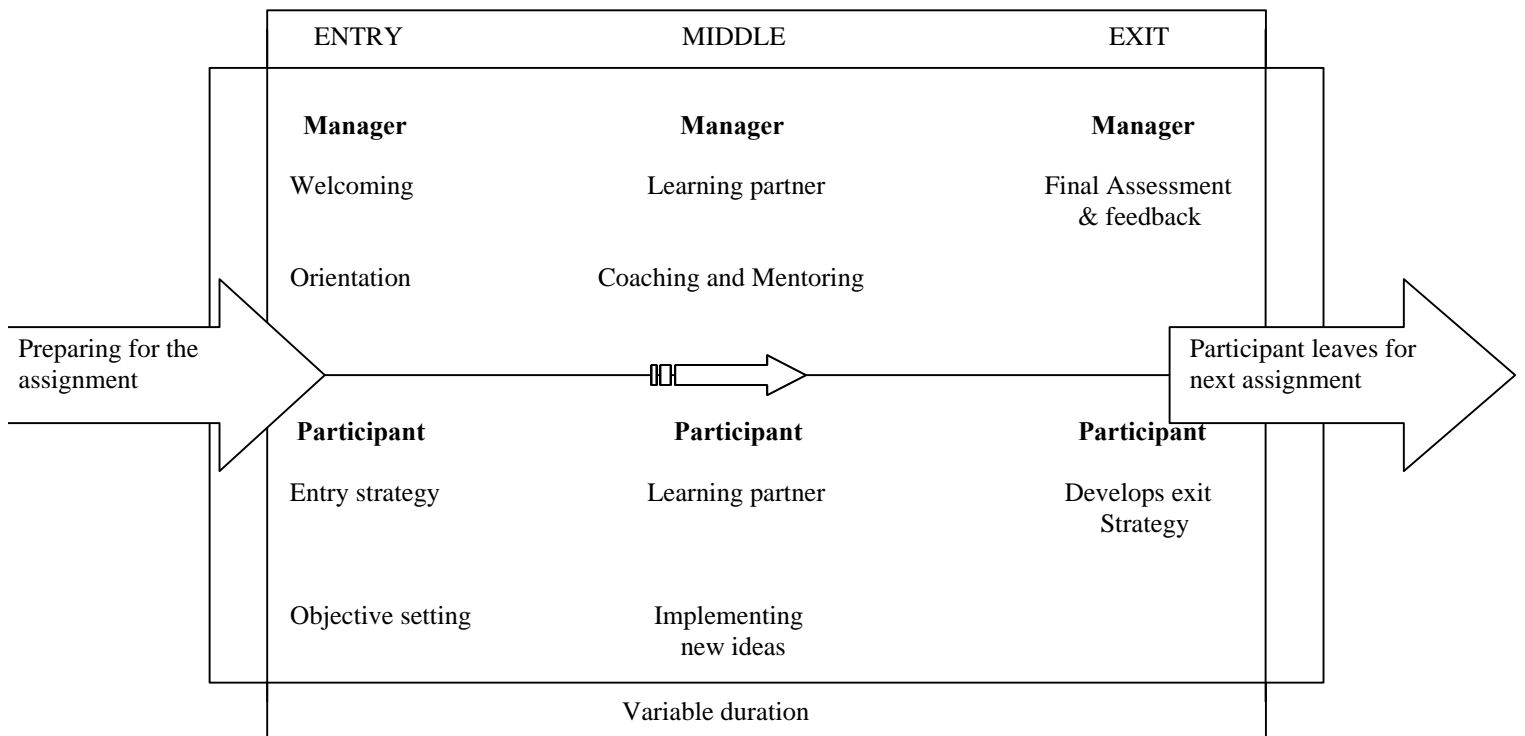 ENTRY MIDDLE EXIT
Manager Manager Manager
Welcoming Learning partner Final Assessment
& feedback
Orientation Coaching and Mentoring
Preparing for the
assignment
Participant leaves for
next assignment
Participant Participant Participant
Entry strategy Learning partner Develops exit
Strategy
Objective setting Implementing
new ideas
Variable duration